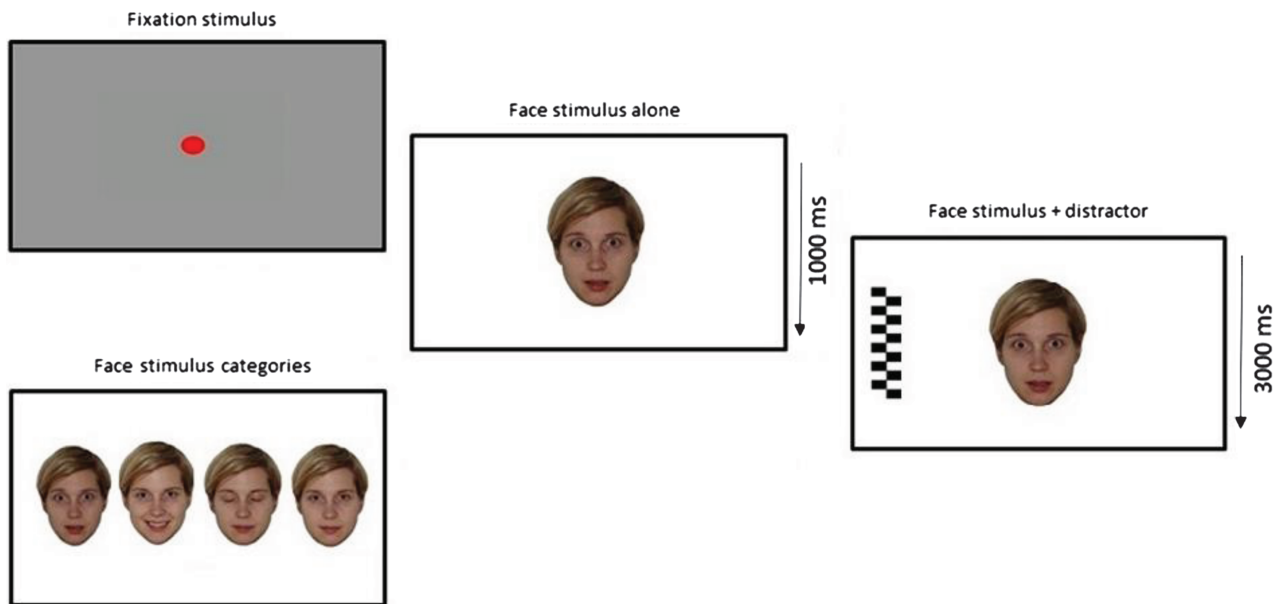 Fixation stimulus
Face stimulus alone
1000 ms
Face stimulus + distractor
3000 ms
Face stimulus categories